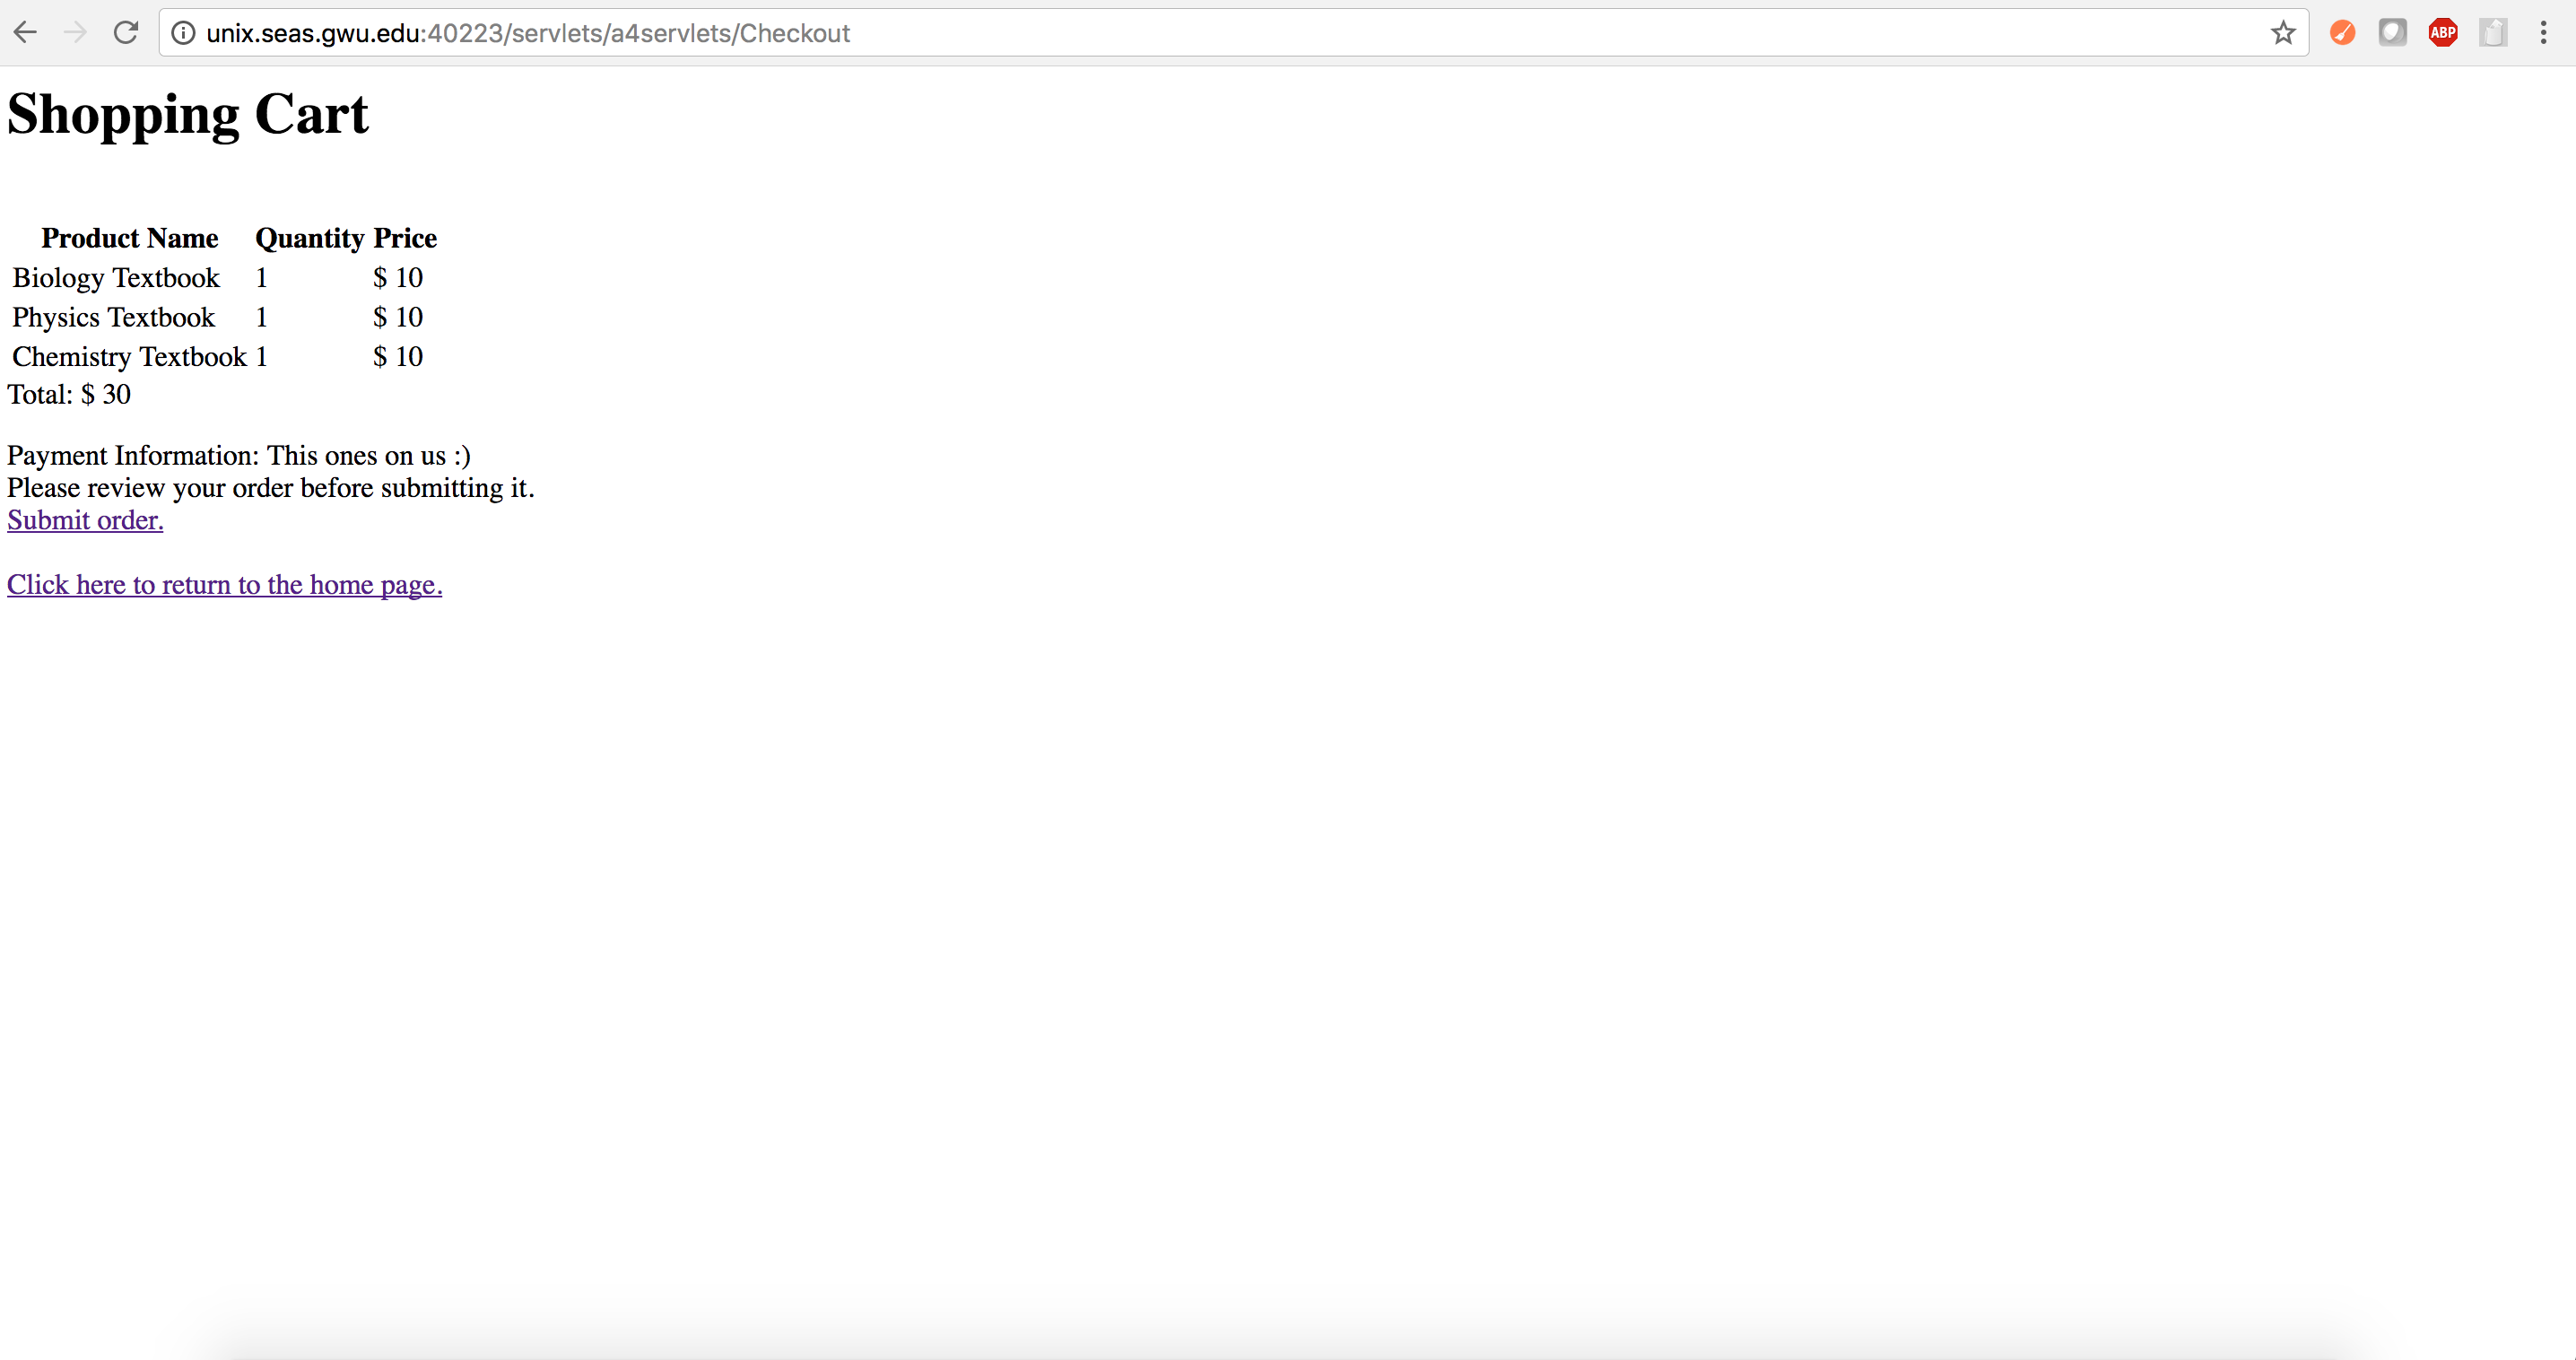 unix.seas.gwu.edu:40223/servlets/a4servlets/Checkout
ABP
Shopping Cart
Product Name Quantity Price
Biology Textbook 1 $ 10
Physics Textbook 1 $ 10
Chemistry Textbook 1 $ 10
Total: $ 30
Payment Information: This ones on us :)
Please review your order before submitting it.
Submit order.
Click here to return to the home page.